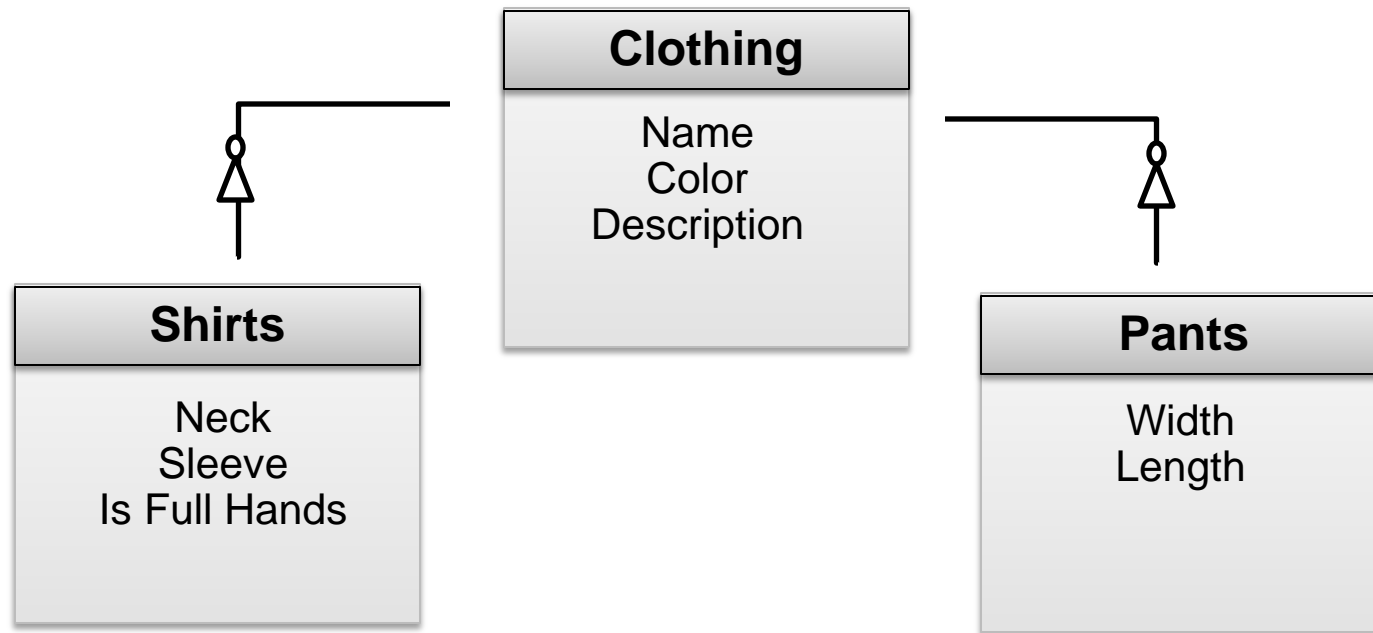 Clothing
Name
Color
Description
Shirts
Neck
Sleeve
Is Full Hands
Pants
Width
Length